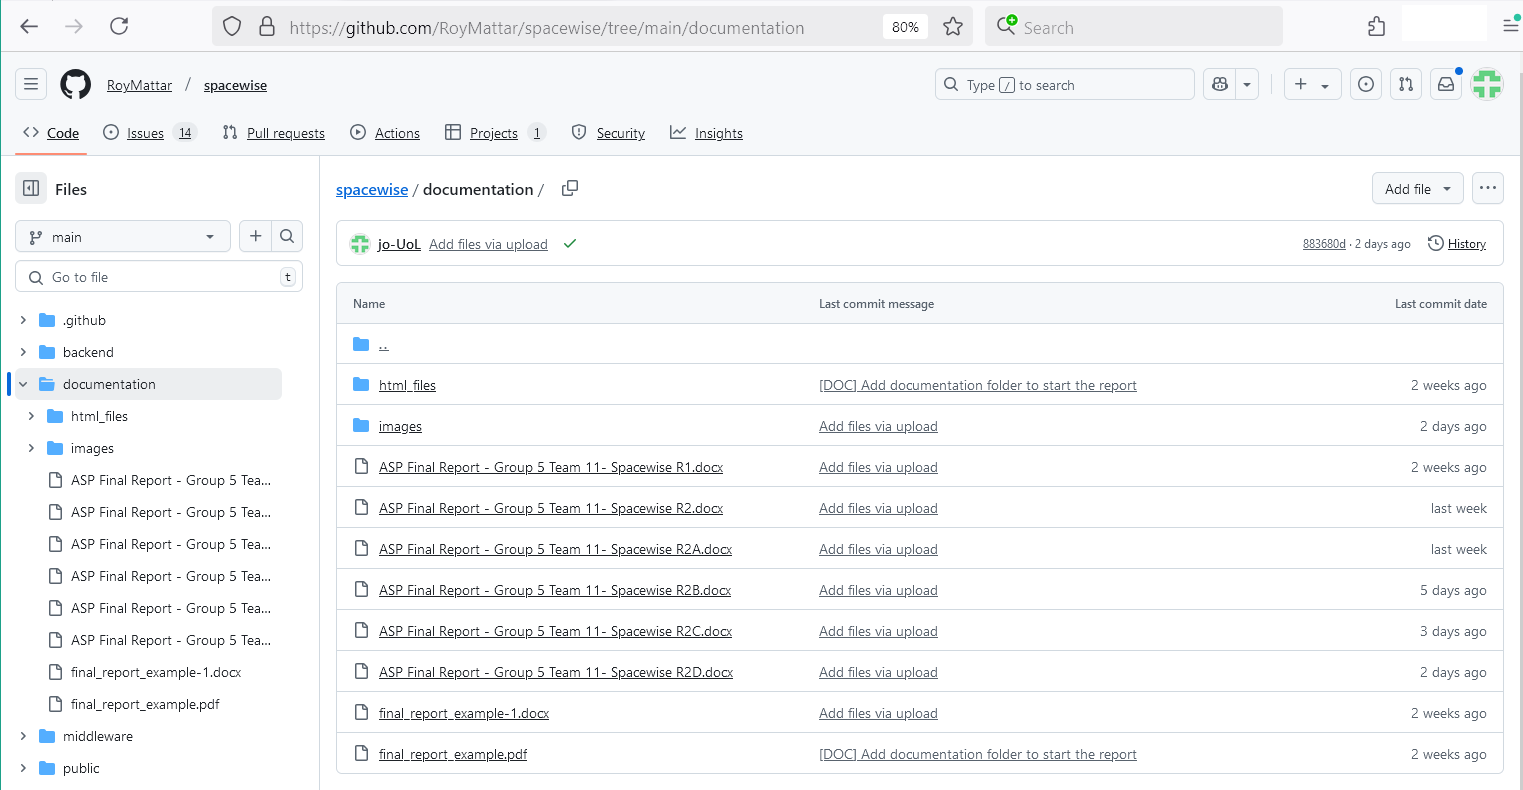 https://github.com/RoyMattar/spacewise/tree/main/documentation 80% Search
RoyMattar / spacewise Type / to search
Code Issues 14 Pull requests Actions Projects 1 Security Insights
Files
main
Go to file t
.github
backend
documentation
html_files
images
ASP Final Report - Group 5 Tea...
ASP Final Report - Group 5 Tea...
ASP Final Report - Group 5 Tea...
ASP Final Report - Group 5 Tea...
ASP Final Report - Group 5 Tea...
ASP Final Report - Group 5 Tea...
final_report_example-1.docx
final_report_example.pdf
middleware
public
spacewise / documentation / Add file
jo-UoL Add files via upload 883680d · 2 days ago History
Name Last commit message Last commit date
..
html_files [DOC] Add documentation folder to start the report 2 weeks ago
images Add files via upload 2 days ago
ASP Final Report - Group 5 Team 11- Spacewise R1.docx Add files via upload 2 weeks ago
ASP Final Report - Group 5 Team 11- Spacewise R2.docx Add files via upload last week
ASP Final Report - Group 5 Team 11- Spacewise R2A.docx Add files via upload last week
ASP Final Report - Group 5 Team 11- Spacewise R2B.docx Add files via upload 5 days ago
ASP Final Report - Group 5 Team 11- Spacewise R2C.docx Add files via upload 3 days ago
ASP Final Report - Group 5 Team 11- Spacewise R2D.docx Add files via upload 2 days ago
final_report_example-1.docx Add files via upload 2 weeks ago
final_report_example.pdf [DOC] Add documentation folder to start the report 2 weeks ago